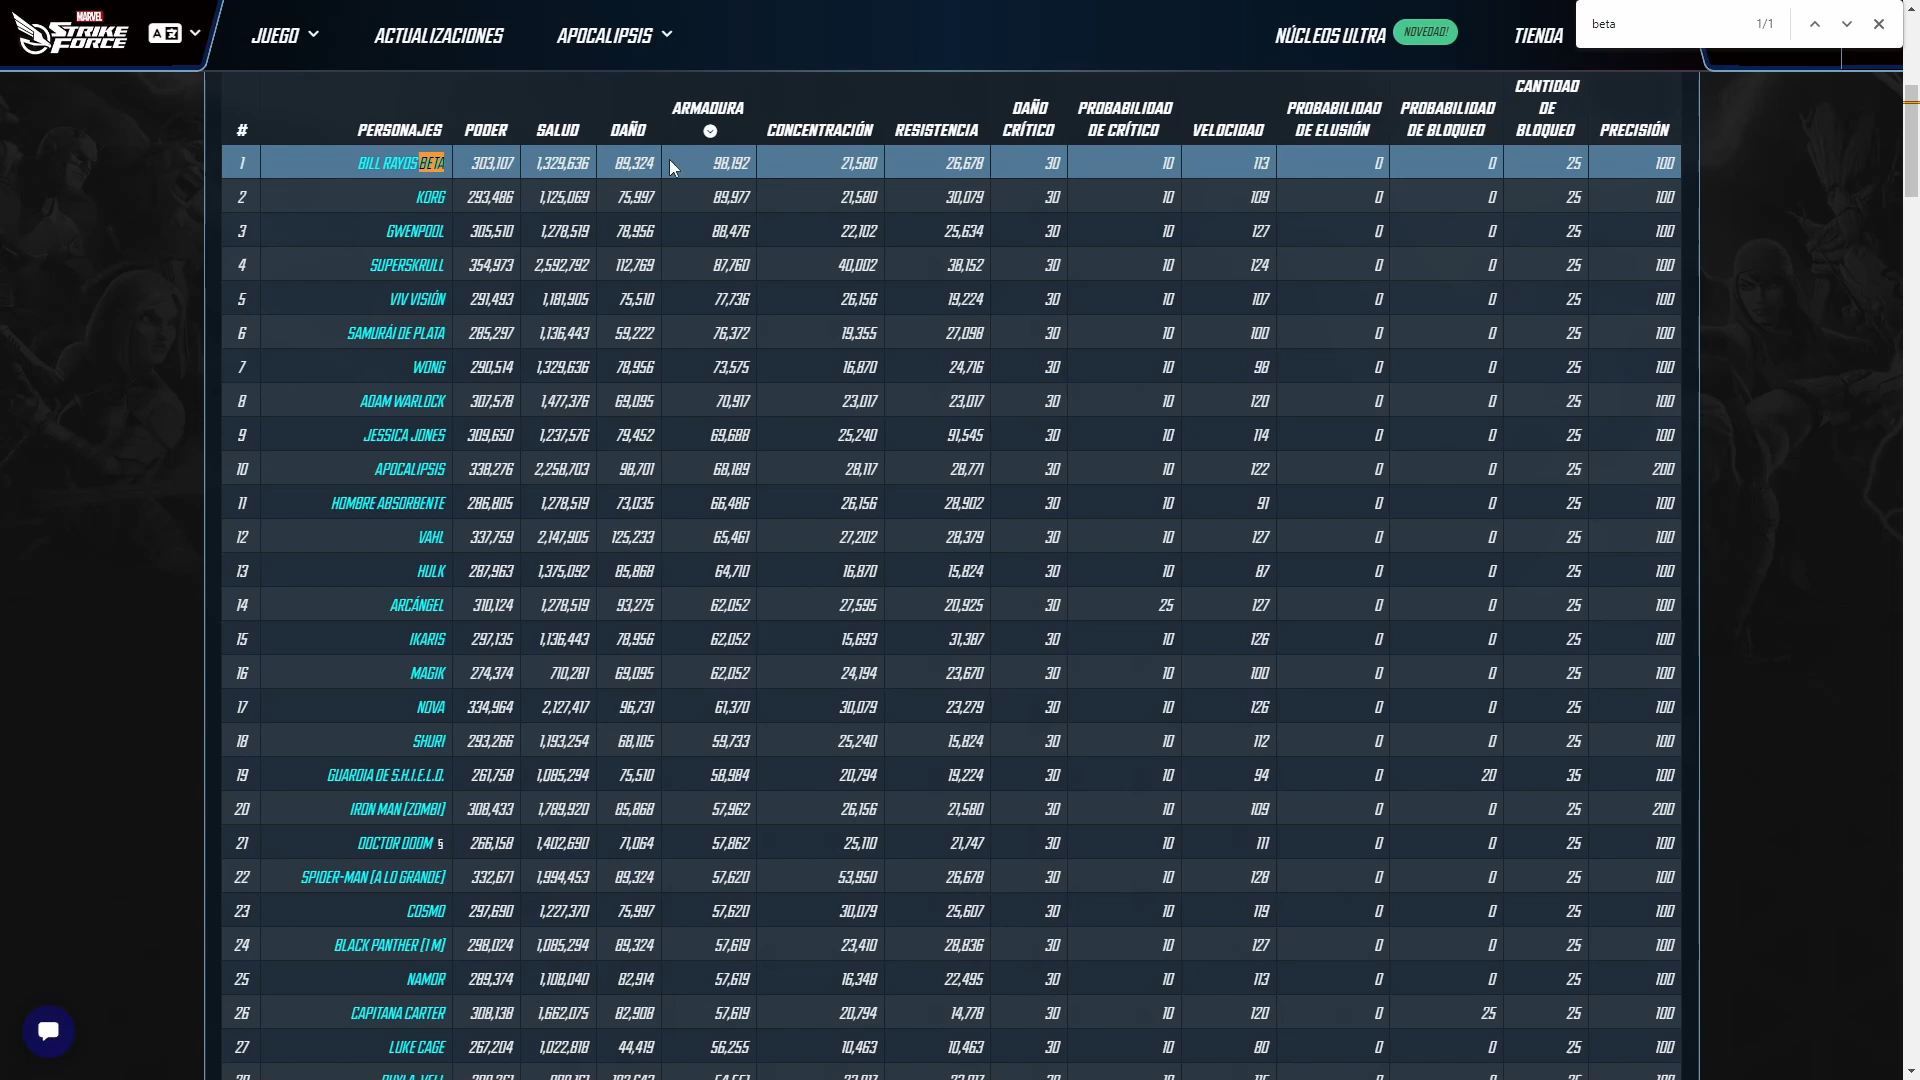 MARVEL
STRIKE
FORCE
JUEGO
ACTUALIZACIONES
APOCALIPSIS
NÚCLEOS ULTRA
NOVEDAD!
TIENDA
beta
1/1
# PERSONAJES PODER SALUD DAÑO ARMADURA CONCENTRACIÓN RESISTENCIA DAÑO CRÍTICO PROBABILIDAD DE CRÍTICO VELOCIDAD PROBABILIDAD DE ELUSIÓN PROBABILIDAD DE BLOQUEO CANTIDAD DE BLOQUEO PRECISIÓN
1 BILL RAYOS BETA 303,107 1,329,636 89,324 98,192 21,580 26,678 30 10 113 0 0 25 100
2 KORG 293,486 1,125,069 75,997 89,977 21,580 30,079 30 10 109 0 0 25 100
3 GWENPOOL 305,510 1,278,519 78,956 88,476 22,102 25,634 30 10 127 0 0 25 100
4 SUPERSKRULL 354,973 2,592,792 112,769 87,760 40,002 38,152 30 10 124 0 0 25 100
5 VIV VISIÓN 291,493 1,181,905 75,510 77,736 26,156 19,224 30 10 107 0 0 25 100
6 SAMURÁI DE PLATA 285,297 1,136,443 59,222 76,372 19,355 27,098 30 10 100 0 0 25 100
7 WONG 290,514 1,329,636 78,956 73,575 16,870 24,716 30 10 98 0 0 25 100
8 ADAM WARLOCK 307,578 1,477,376 69,095 70,917 23,017 23,017 30 10 120 0 0 25 100
9 JESSICA JONES 309,650 1,237,576 79,452 69,688 25,240 91,545 30 10 114 0 0 25 100
10 APOCALIPSIS 338,276 2,258,703 98,701 68,189 28,117 28,771 30 10 122 0 0 25 200
11 HOMBRE ABSORBENTE 286,805 1,278,519 73,035 66,486 26,156 28,902 30 10 91 0 0 25 100
12 VAHL 337,759 2,147,905 125,233 65,461 27,202 28,379 30 10 127 0 0 25 100
13 HULK 287,963 1,375,092 85,868 64,710 16,870 15,824 30 10 87 0 0 25 100
14 ARCÁNGEL 310,124 1,278,519 93,275 62,052 27,595 20,925 30 25 127 0 0 25 100
15 IKARIS 297,135 1,136,443 78,956 62,052 15,693 31,387 30 10 126 0 0 25 100
16 MAGIK 274,374 710,281 69,095 62,052 24,194 23,670 30 10 100 0 0 25 100
17 NOVA 334,964 2,127,417 96,731 61,370 30,079 23,279 30 10 126 0 0 25 100
18 SHURI 293,266 1,193,254 68,105 59,733 25,240 15,824 30 10 112 0 0 25 100
19 GUARDIA DE S.H.I.E.L.D. 261,758 1,085,294 75,510 58,984 20,794 19,224 30 10 94 0 20 35 100
20 IRON MAN (ZOMBI) 308,433 1,789,920 85,868 57,962 26,156 21,580 30 10 109 0 0 25 200
21 DOCTOR DOOM § 266,158 1,402,690 71,064 57,862 25,110 21,747 30 10 111 0 0 25 100
22 SPIDER-MAN (A LO GRANDE) 332,671 1,994,453 89,324 57,620 53,950 26,678 30 10 128 0 0 25 100
23 COSMO 297,690 1,227,370 75,997 57,620 30,079 25,607 30 10 119 0 0 25 100
24 BLACK PANTHER (1 M) 298,024 1,085,294 89,324 57,619 23,410 28,836 30 10 127 0 0 25 100
25 NAMOR 289,374 1,108,040 82,914 57,619 16,348 22,495 30 10 113 0 0 25 100
26 CAPITANA CARTER 308,138 1,662,075 82,908 57,619 20,794 14,778 30 10 120 0 25 25 100
27 LUKE CAGE 267,204 1,022,818 44,419 56,255 10,463 10,463 30 10 80 0 0 25 100